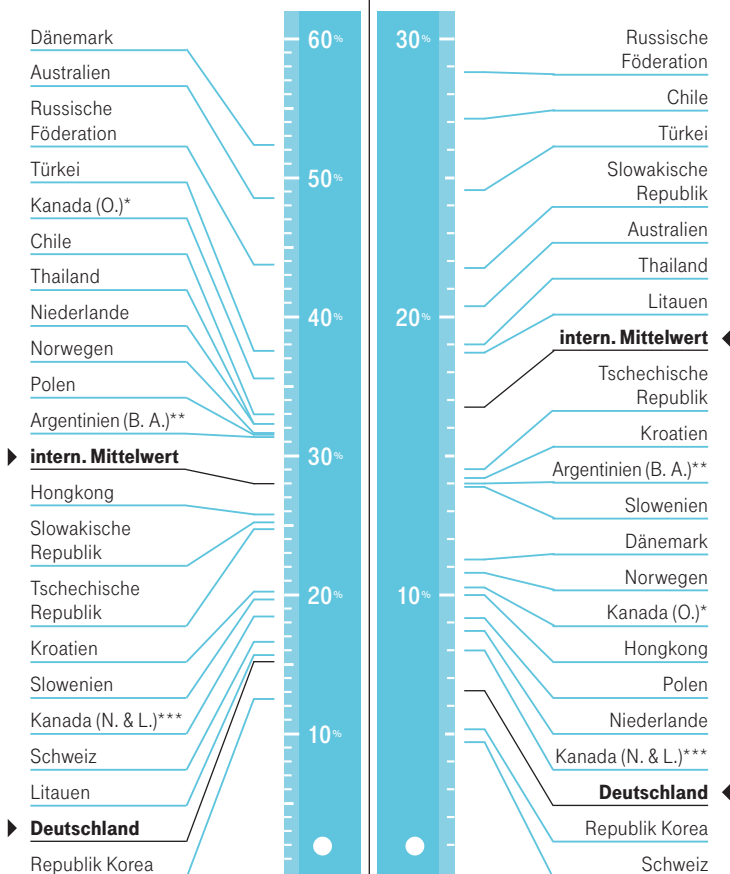 Dänemark
Australien
Russische
Föderation
Türkei
Kanada (O.)*
Chile
Thailand
Niederlande
Norwegen
Polen
Argentinien (B. A.)**
intern. Mittelwert
Hongkong
Slowakische
Republik
Tschechische
Republik
Kroatien
Slowenien
Kanada (N. & L.)***
Schweiz
Litauen
Deutschland
Republik Korea
60%
50%
40%
30%
20%
10%
30%
20%
10%
Russische
Föderation
Chile
Türkei
Slowakische
Republik
Australien
Thailand
Litauen
intern. Mittelwert
Tschechische
Republik
Kroatien
Argentinien (B. A.)**
Slowenien
Dänemark
Norwegen
Kanada (O.)*
Hongkong
Polen
Niederlande
Kanada (N. & L.)***
Deutschland
Republik Korea
Schweiz